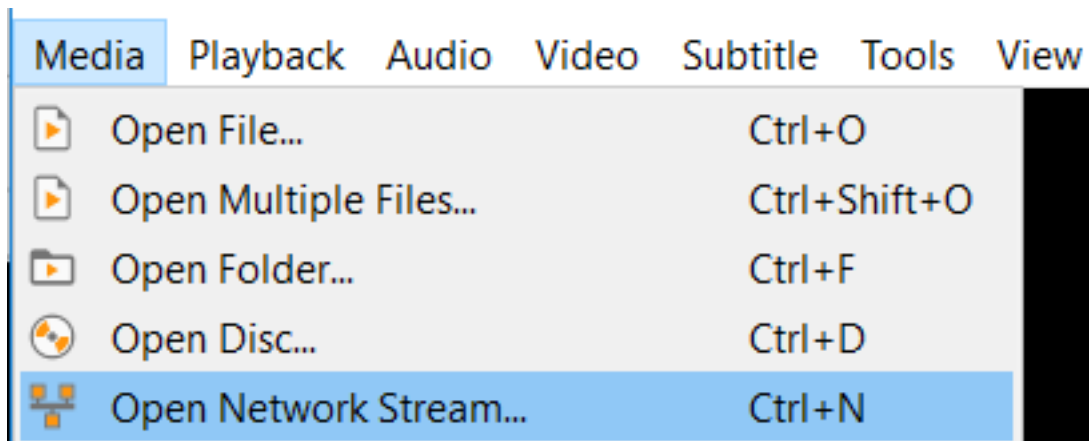 Media Playback Audio Video Subtitle Tools View
Open File... Ctrl+O
Open Multiple Files... Ctrl+Shift+O
Open Folder... Ctrl+F
Open Disc... Ctrl+D
Open Network Stream... Ctrl+N